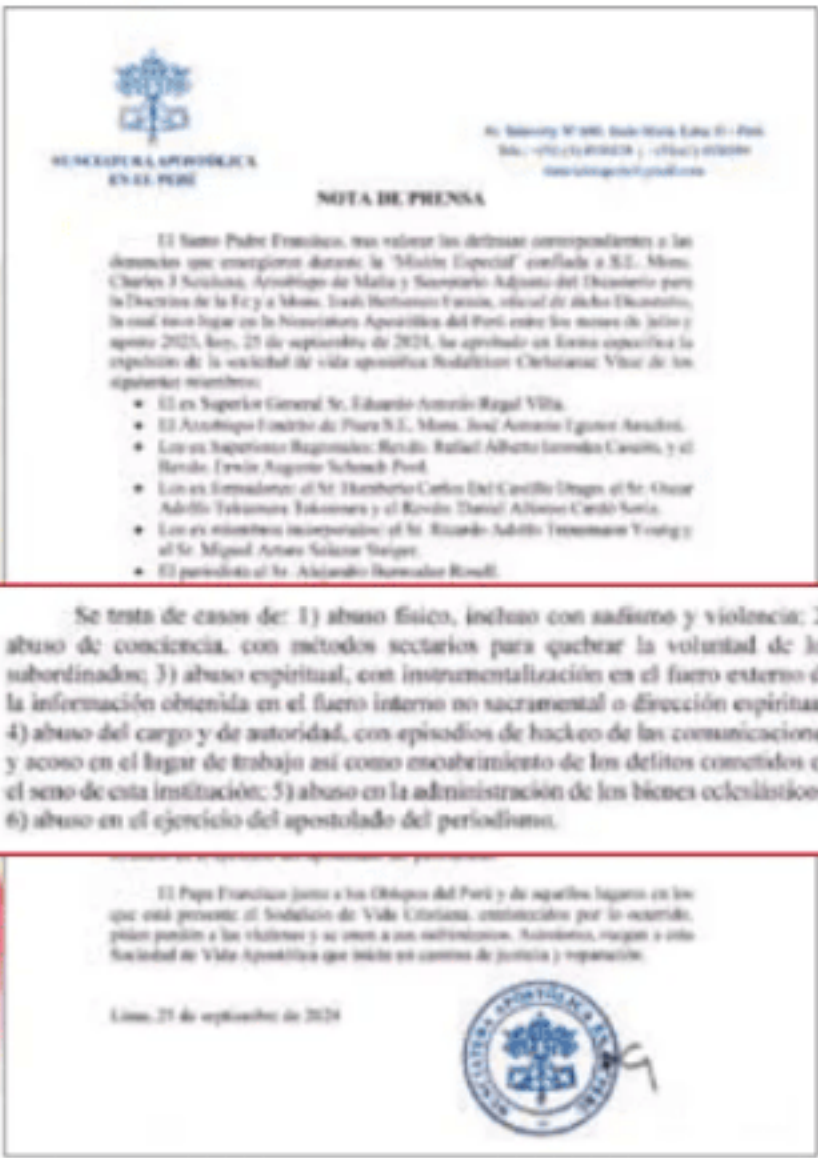 NUNCIATURA APOSTÓLICA
EN EL PERÚ
NOTA DE PRENSA
El Santo Padre Francisco, tras valorar las defensas correspondientes a las
denuncias que emergieron durante la "Misión Especial" confiada a S.E. Mons.
Charles J Scicluna, Arzobispo de Malta y Secretario Adjunto del Dicasterio para
la Doctrina de la Fe y a Mons. Jordi Bertomeu Farnós, oficial de dicho Dicasterio,
la cual tuvo lugar en la Nunciatura Apostólica del Perú entre los meses de julio y
agosto 2023, hoy, 25 de septiembre de 2024, ha aprobado en forma específica la
expulsión de la sociedad de vida apostólica Sodalitium Christianae Vitae de los
siguientes miembros:
• El ex Superior General Sr. Eduardo Antonio Regal Villa.
• El Arzobispo Emérito de Piura S.E. Mons. José Antonio Eguren Anselmi.
• Los ex Superiores Regionales: Revdo. Rafael Alberto Ismodes Cascón, y el
Revdo. Erwin Augusto Scheuch Pool.
• Los ex formadores: el Sr. Humberto Carlos Del Castillo Drago, el Sr. Oscar
Adolfo Tokumura Tokomura y el Revdo. Daniel Alfonso Cardó Soria.
• Los ex miembros incorporados: el Sr. Ricardo Adolfo Trenemann Young y
el Sr. Miguel Arturo Salazar Steiger.
• El periodista el Sr. Alejandro Bermudez Rosell.
Se trata de casos de: 1) abuso físico, incluso con sadismo y violencia; 2
abuso de conciencia, con métodos sectarios para quebrar la voluntad de lo
subordinados; 3) abuso espiritual, con instrumentalización en el fuero externo d
la información obtenida en el fuero interno no sacramental o dirección espiritua
4) abuso del cargo y de autoridad, con episodios de hackeo de las comunicacione
y acoso en el lugar de trabajo así como encubrimiento de los delitos cometidos e
el seno de esta institución; 5) abuso en la administración de los bienes eclesiástico
6) abuso en el ejercicio del apostolado del periodismo.
El Papa Francisco junto a los Obispos del Perú y de aquellos lugares en los
que está presente el Sodalicio de Vida Cristiana, entristecidos por lo ocurrido,
piden perdón a las víctimas y se unen a sus sufrimientos. Asimismo, ruegan a esta
Sociedad de Vida Apostólica que inicie un camino de justicia y reparación.
Lima, 25 de septiembre de 2024
NUNCIATURA APOSTÓLICA EN EL PERÚ